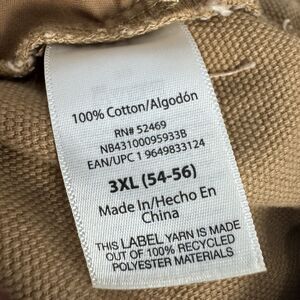 100% Cotton/Algodón
RN# 52469
NB43100095933B
EAN/UPC 1 9649833124
3XL (54-56)
Made In/Hecho En
China
THIS LABEL YARN IS MADE
OUT OF 100% RECYCLED
POLYESTER MATERIALS